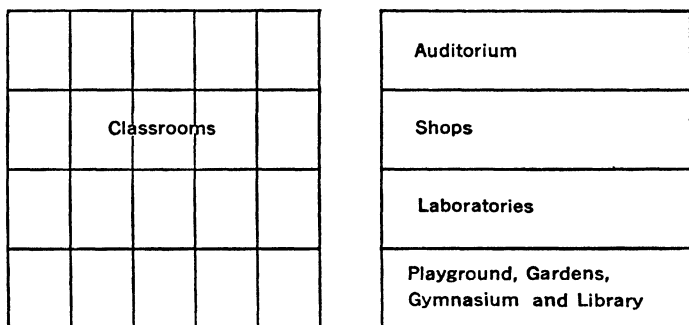 Classrooms
Auditorium
Shops
Laboratories
Playground, Gardens,
Gymnasium and Library